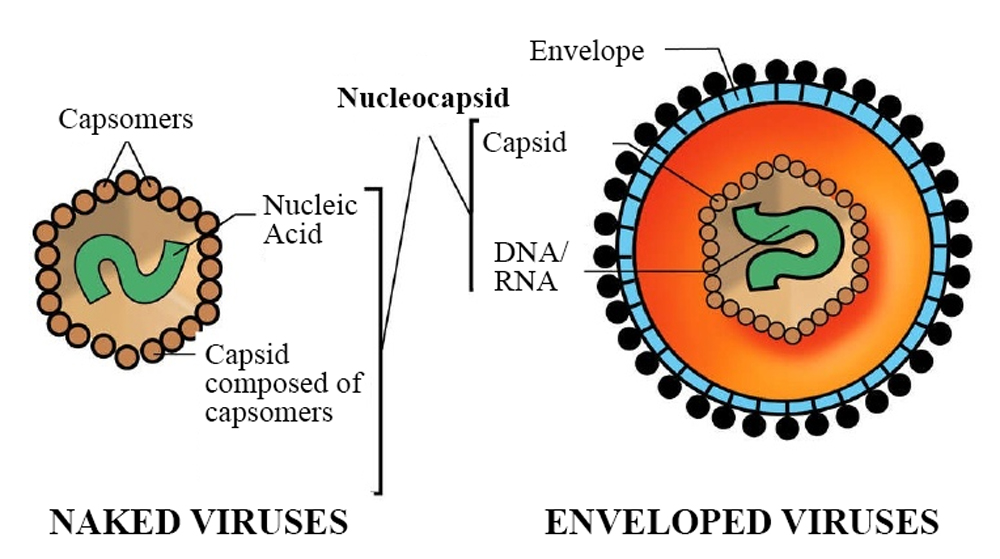 Envelope
Nucleocapsid
Capsomers
Capsid
Nucleic
Acid
DNA/
RNA
Capsid
composed of
capsomers
NAKED VIRUSES
ENVELOPED VIRUSES